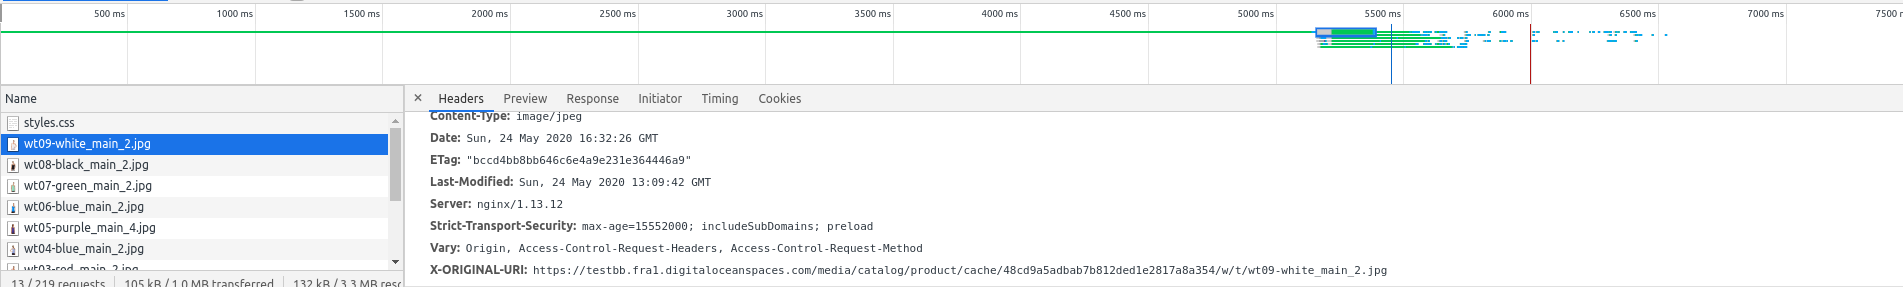 500 ms 1000 ms 1500 ms 2000 ms 2500 ms 3000 ms 3500 ms 4000 ms 4500 ms 5000 ms 5500 ms 6000 ms 6500 ms 7000 ms 7500
Name
styles.css
wt09-white_main_2.jpg
wt08-black_main_2.jpg
wt07-green_main_2.jpg
wt06-blue_main_2.jpg
wt05-purple_main_4.jpg
wt04-blue_main_2.jpg
wt03-red_main_2.jpg
13 / 219 requests 105 kB / 1.0 MB transferred 132 kB / 3.3 MB resc
× Headers Preview Response Initiator Timing Cookies
Content-Type: image/jpeg
Date: Sun, 24 May 2020 16:32:26 GMT
ETag: "bccd4bb8bb646c6e4a9e231e364446a9"
Last-Modified: Sun, 24 May 2020 13:09:42 GMT
Server: nginx/1.13.12
Strict-Transport-Security: max-age=15552000; includeSubDomains; preload
Vary: Origin, Access-Control-Request-Headers, Access-Control-Request-Method
X-ORIGINAL-URI: https://testbb.fra1.digitaloceanspaces.com/media/catalog/product/cache/48cd9a5adbab7b812ded1e2817a8a354/w/t/wt09-white_main_2.jpg